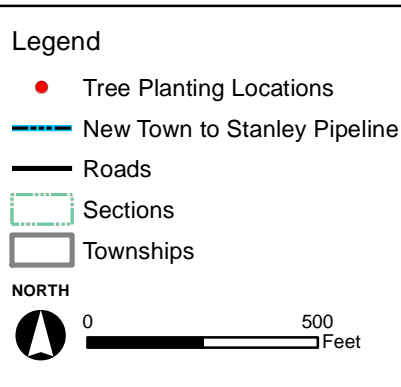 Legend
Tree Planting Locations
New Town to Stanley Pipeline
Roads
Sections
Townships
NORTH
0 500
Feet